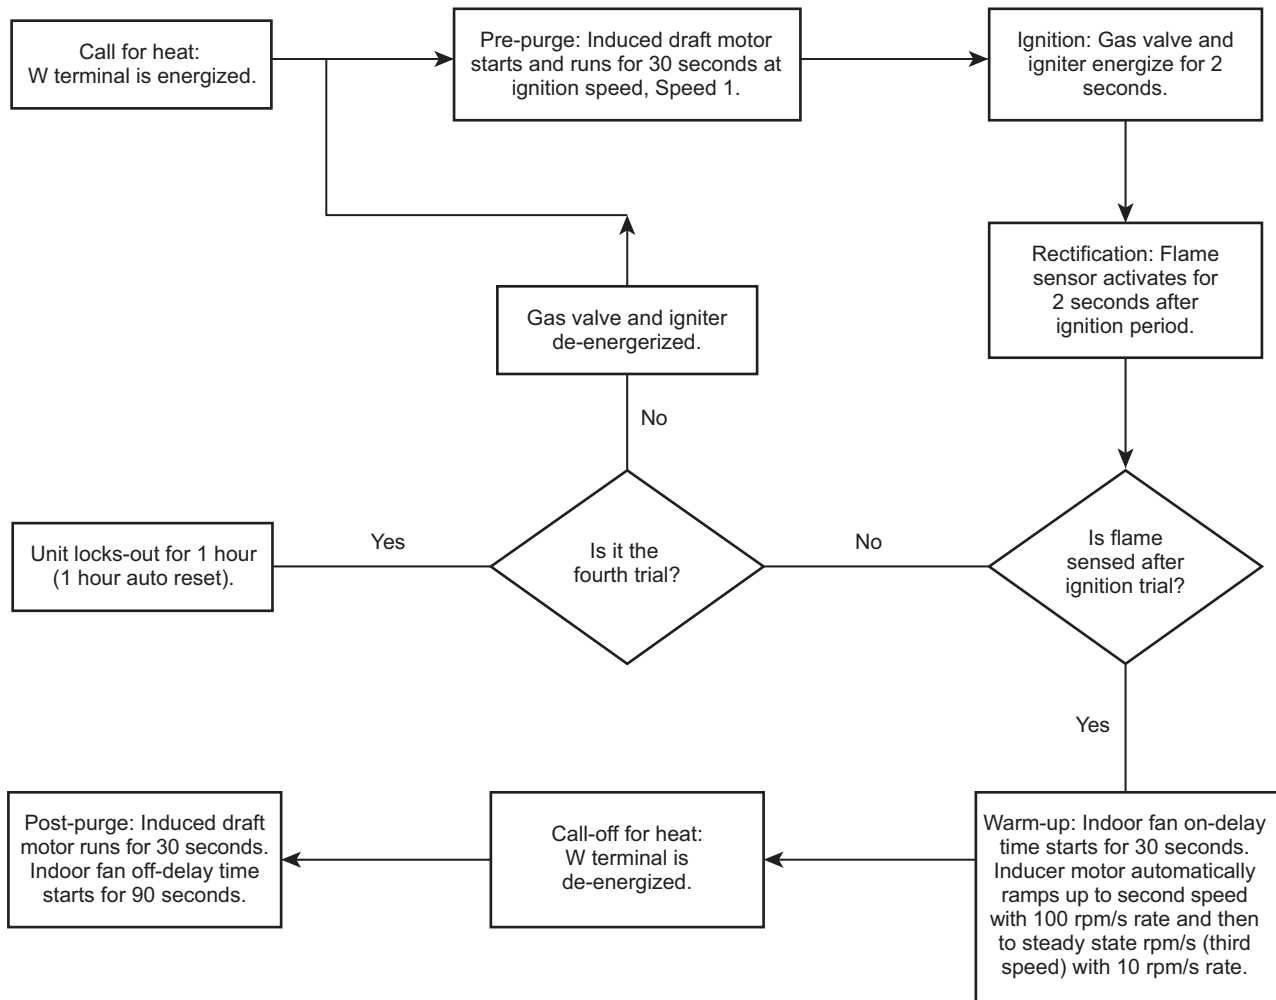 Call for heat:
W terminal is energized.
Pre-purge: Induced draft motor
starts and runs for 30 seconds at
ignition speed, Speed 1.
Ignition: Gas valve and
igniter energize for 2
seconds.
Rectification: Flame
sensor activates for
2 seconds after
ignition period.
Gas valve and igniter
de-energerized.
No
Is flame
sensed after
ignition trial?
No
Is it the
fourth trial?
Yes
Unit locks-out for 1 hour
(1 hour auto reset).
Yes
Warm-up: Indoor fan on-delay
time starts for 30 seconds.
Inducer motor automatically
ramps up to second speed
with 100 rpm/s rate and then
to steady state rpm/s (third
speed) with 10 rpm/s rate.
Call-off for heat:
W terminal is
de-energized.
Post-purge: Induced draft
motor runs for 30 seconds.
Indoor fan off-delay time
starts for 90 seconds.